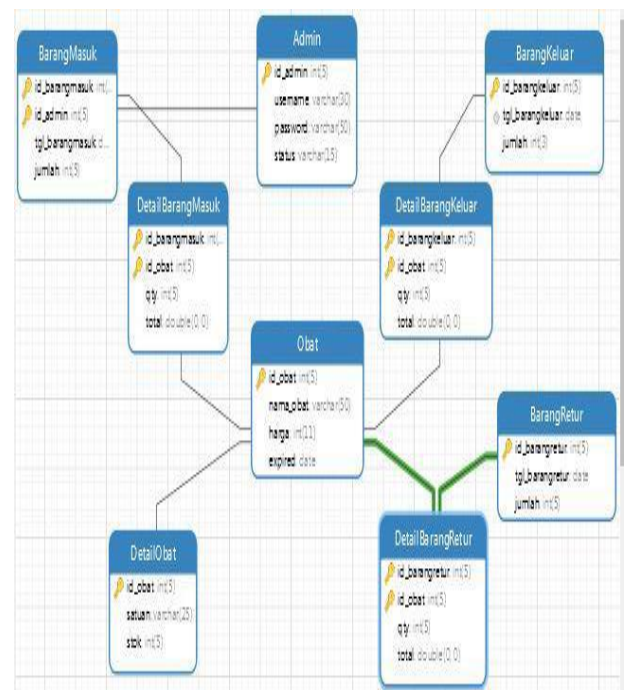 BarangMasuk
id_barangmasuk int(...
id_admin int(5)
tgl_barangmasuk d...
jumlah int(5)
Admin
id_admin int(5)
username varchar(30)
password varchar(50)
status varchar(15)
BarangKeluar
id_barangkeluar int(5)
tgl_barangkeluar date
jumlah int(3)
DetailBarangMasuk
id_barangmasuk int(...
id_obat int(5)
qty int(5)
total double(0,0)
DetailBarangKeluar
id_barangkeluar int(5)
id_obat int(5)
qty int(5)
total double(0,0)
Obat
id_obat int(5)
nama_obat varchar(50)
harga int(11)
expired date
BarangRetur
id_barangretur int(5)
tgl_barangretur date
jumlah int(5)
DetailObat
id_obat int(5)
satuan varchar(25)
stok int(5)
DetailBarangRetur
id_barangretur int(5)
id_obat int(5)
qty int(5)
total double(0,0)